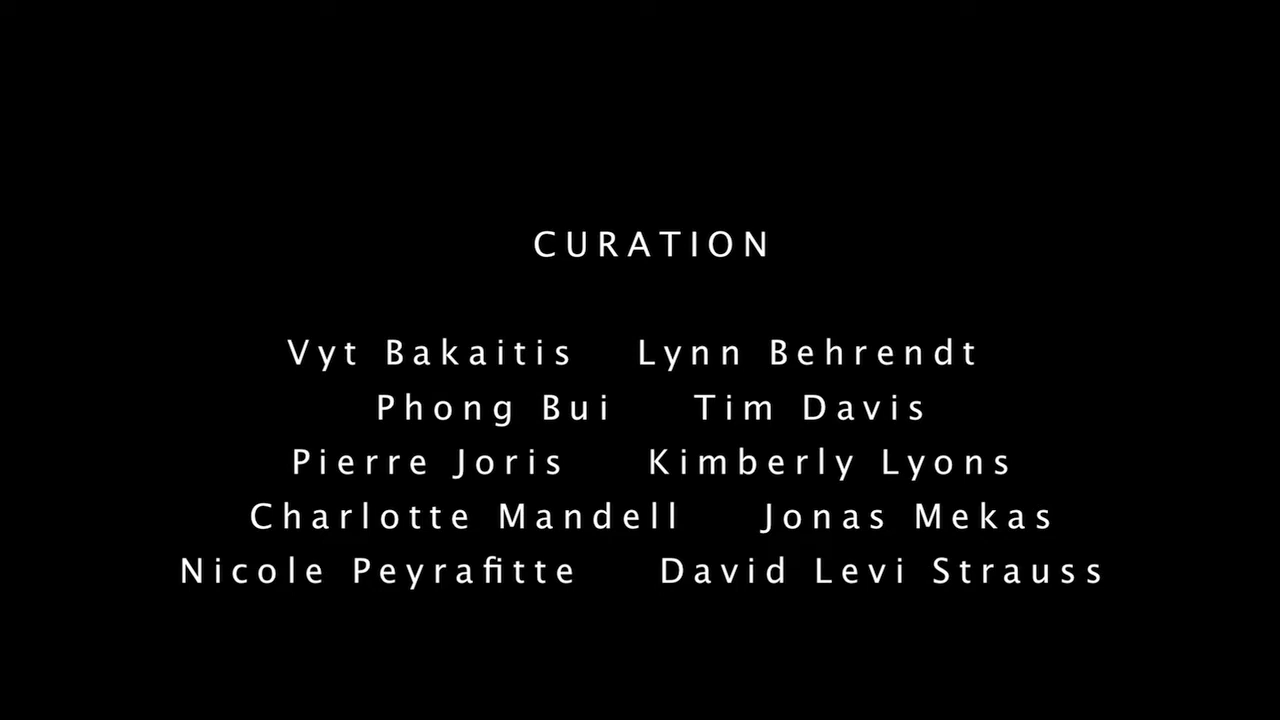 CURATION
Vyt Bakaitis Lynn Behrendt
Phong Bui Tim Davis
Pierre Joris Kimberly Lyons
Charlotte Mandell Jonas Mekas
Nicole Peyrafitte David Levi Strauss